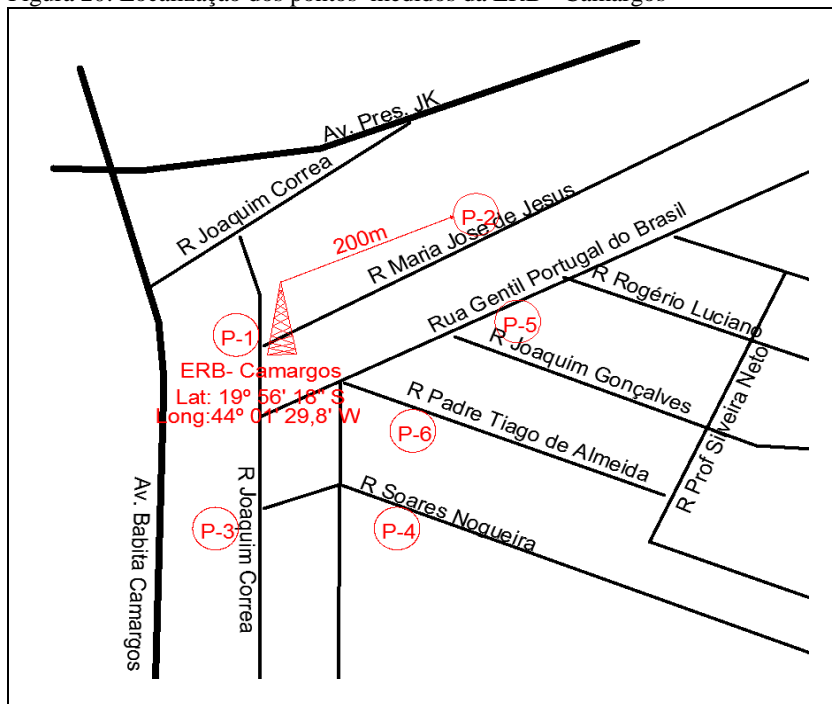 Av. Pres. JK
R Joaquim Correa
P-2
200m
R Maria Jose de Jesus
Rua Gentil Portugal do Brasil
R Rogério Luciano
P-1
P-5
ERB- Camargos
R Joaquim Gonçalves
Lat: 19º 56' 18" S
Long:44º 01' 29,8' W
R Padre Tiago de Almeida
R Prof Silveira Neto
P-6
Av. Babita Camargos
R Joaquim Correa
R Soares Nogueira
P-3
P-4